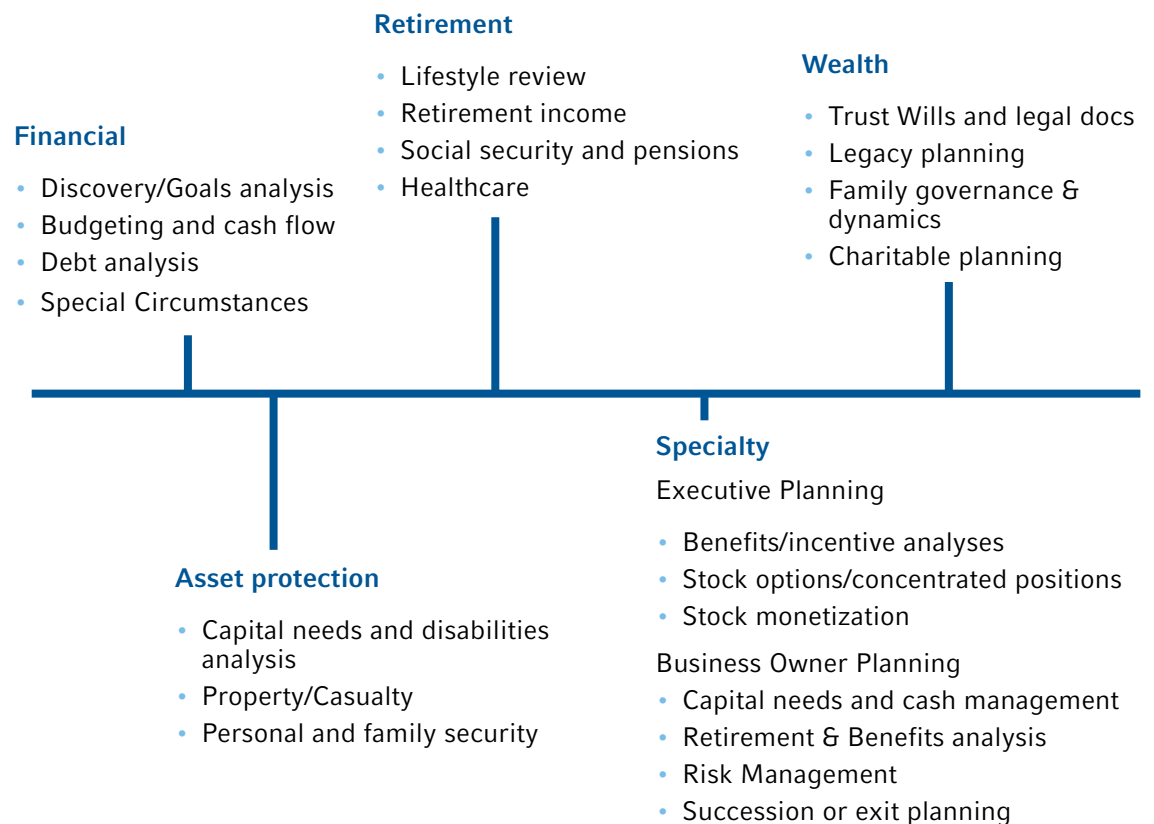 Retirement
• Lifestyle review
• Retirement income
• Social security and pensions
• Healthcare
Wealth
• Trust Wills and legal docs
• Legacy planning
• Family governance &
dynamics
• Charitable planning
Financial
• Discovery/Goals analysis
• Budgeting and cash flow
• Debt analysis
• Special Circumstances
Asset protection
• Capital needs and disabilities
analysis
• Property/Casualty
• Personal and family security
Specialty
Executive Planning
• Benefits/incentive analyses
• Stock options/concentrated positions
• Stock monetization
Business Owner Planning
• Capital needs and cash management
• Retirement & Benefits analysis
• Risk Management
• Succession or exit planning